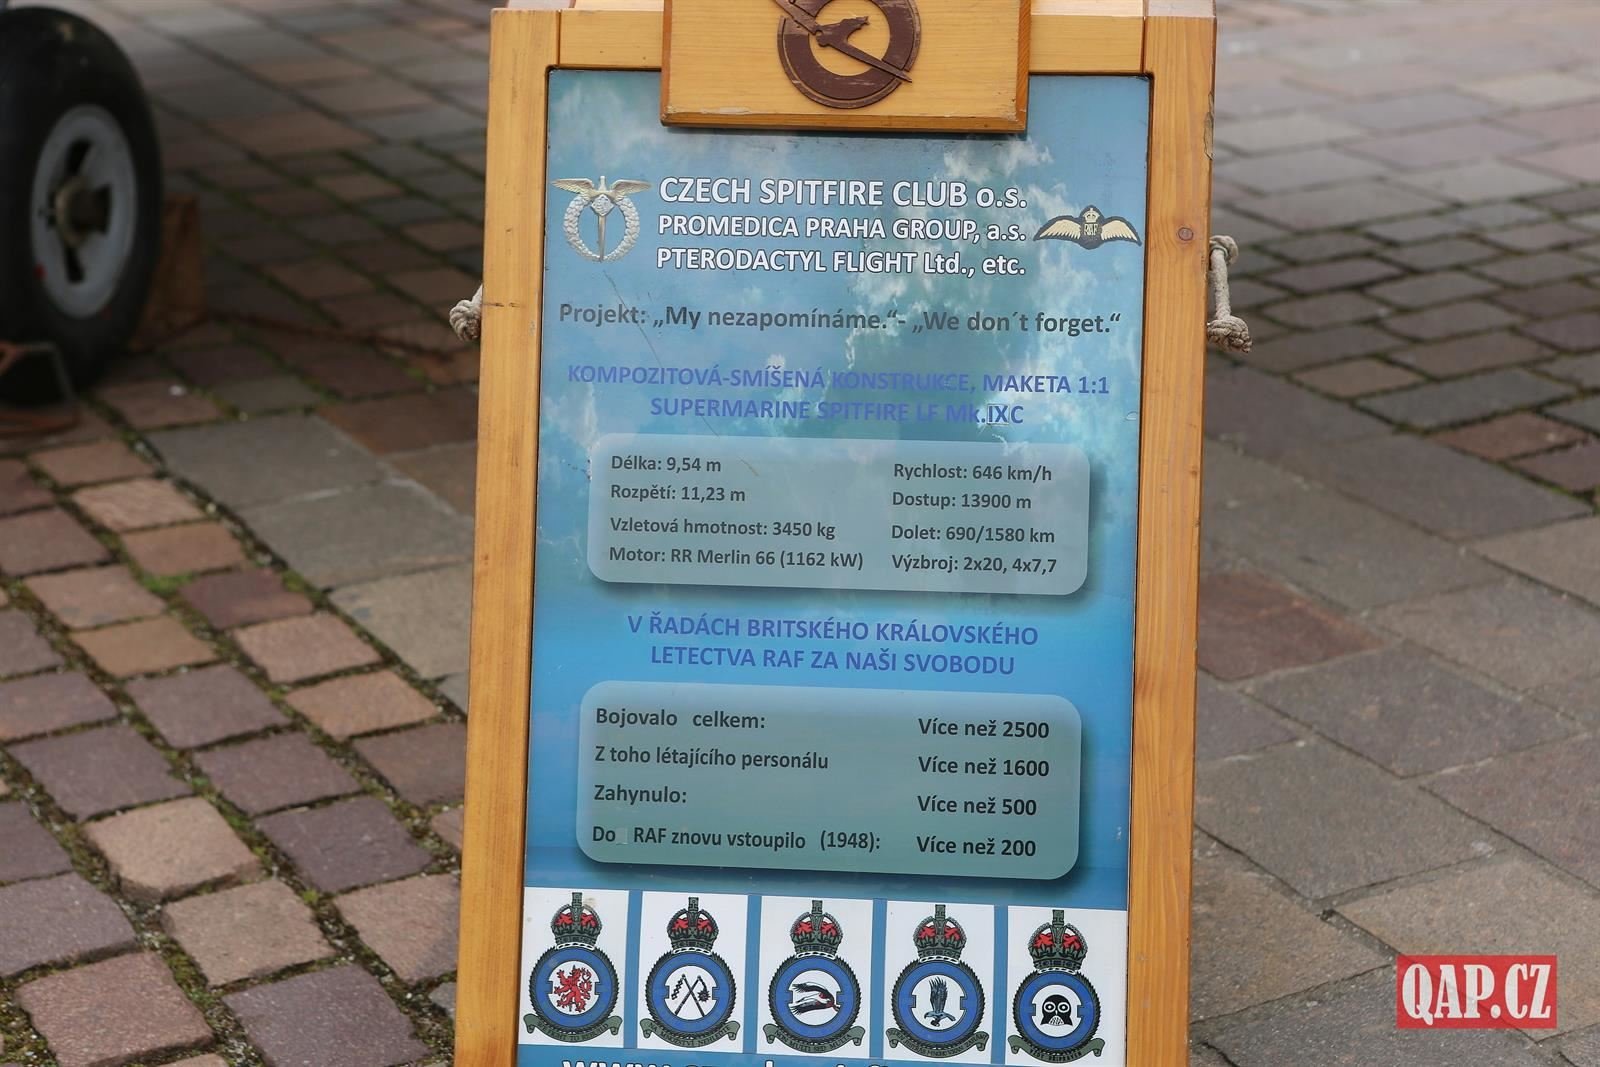 CZECH SPITFIRE CLUB o.s.
PROMEDICA PRAHA GROUP, a.s.
PTERODACTYL FLIGHT Ltd., etc.
RAF
Projekt: „My nezapomínáme.“- „We don´t forget.“
KOMPOZITOVÁ-SMÍŠENÁ KONSTRUKCE, MAKETA 1:1
SUPERMARINE SPITFIRE LF Mk.IXC
Délka: 9,54 m
Rozpětí: 11,23 m
Vzletová hmotnost: 3450 kg
Motor: RR Merlin 66 (1162 kW)
Rychlost: 646 km/h
Dostup: 13900 m
Dolet: 690/1580 km
Výzbroj: 2x20, 4x7,7
V ŘADÁCH BRITSKÉHO KRÁLOVSKÉHO
LETECTVA RAF ZA NAŠI SVOBODU
Bojovalo celkem: Více než 2500
Z toho létajícího personálu Více než 1600
Zahynulo: Více než 500
Do RAF znovu vstoupilo (1948): Více než 200
QAP.CZ